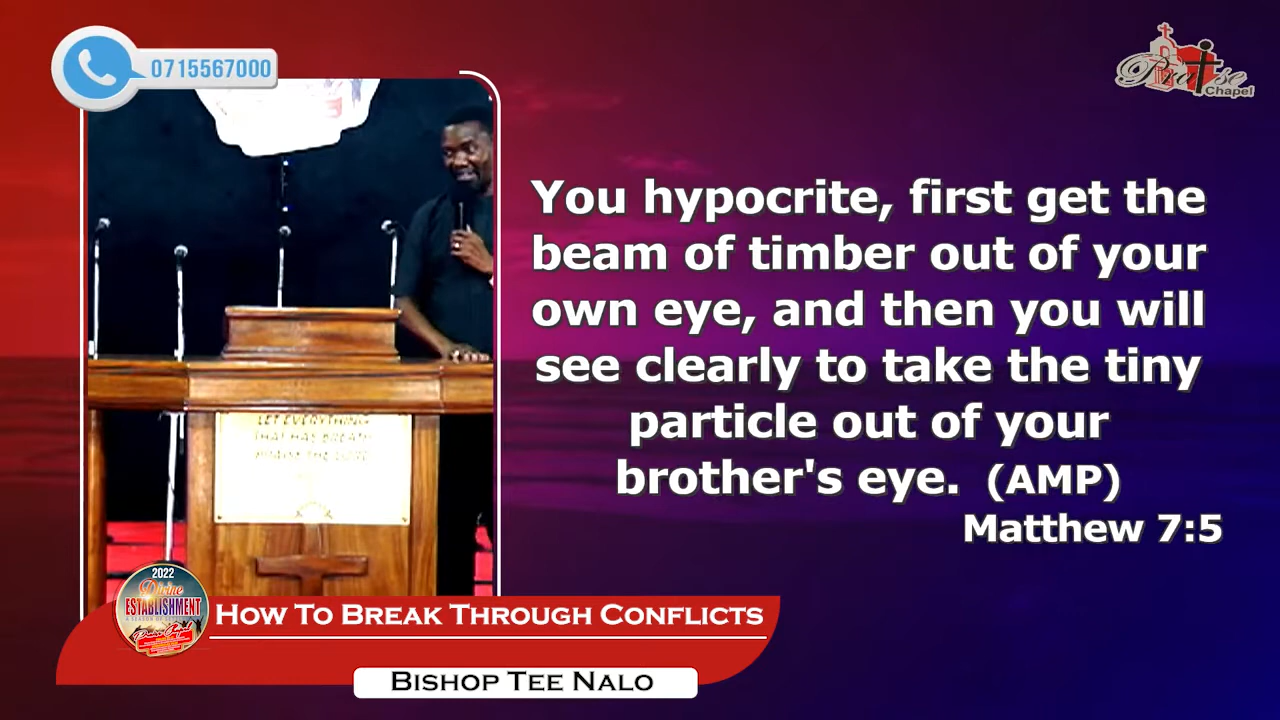 0715567000
Praise
Chapel
You hypocrite, first get the
beam of timber out of your
own eye, and then you will
see clearly to take the tiny
particle out of your
brother's eye. (AMP)
Matthew 7:5
LET EVERYTHING
THAT HAS BREATH
PRAISE THE LORD
2022
Divine
ESTABLISHMENT
Praise Chapel
HOW TO BREAK THROUGH CONFLICTS
BISHOP TEE NALO